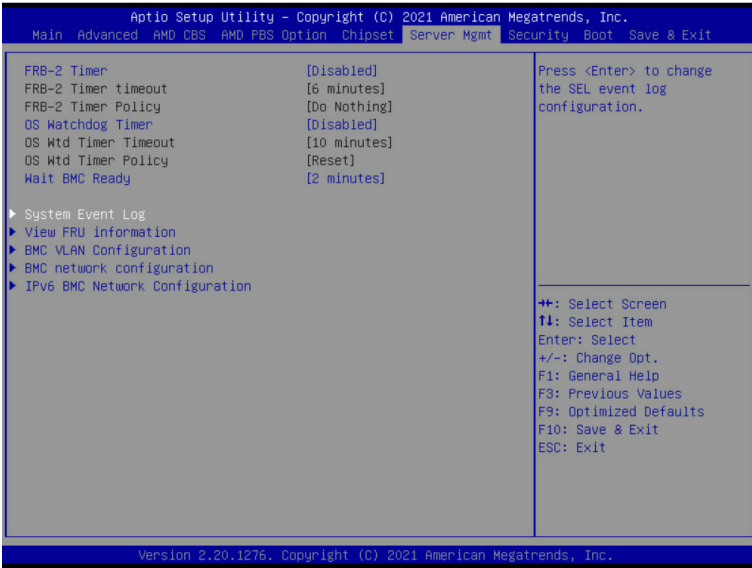 Aptio Setup Utility – Copyright (C) 2021 American Megatrends, Inc.
Main Advanced AMD CBS AMD PBS Option Chipset Server Mgmt Security Boot Save & Exit
FRB-2 Timer [Disabled]
FRB-2 Timer timeout [6 minutes]
FRB-2 Timer Policy [Do Nothing]
OS Watchdog Timer [Disabled]
OS Wtd Timer Timeout [10 minutes]
OS Wtd Timer Policy [Reset]
Wait BMC Ready [2 minutes]
System Event Log
View FRU information
BMC VLAN Configuration
BMC network configuration
IPv6 BMC Network Configuration
Press <Enter> to change
the SEL event log
configuration.
→←: Select Screen
↑↓: Select Item
Enter: Select
+/-: Change Opt.
F1: General Help
F3: Previous Values
F9: Optimized Defaults
F10: Save & Exit
ESC: Exit
Version 2.20.1276. Copyright (C) 2021 American Megatrends, Inc.